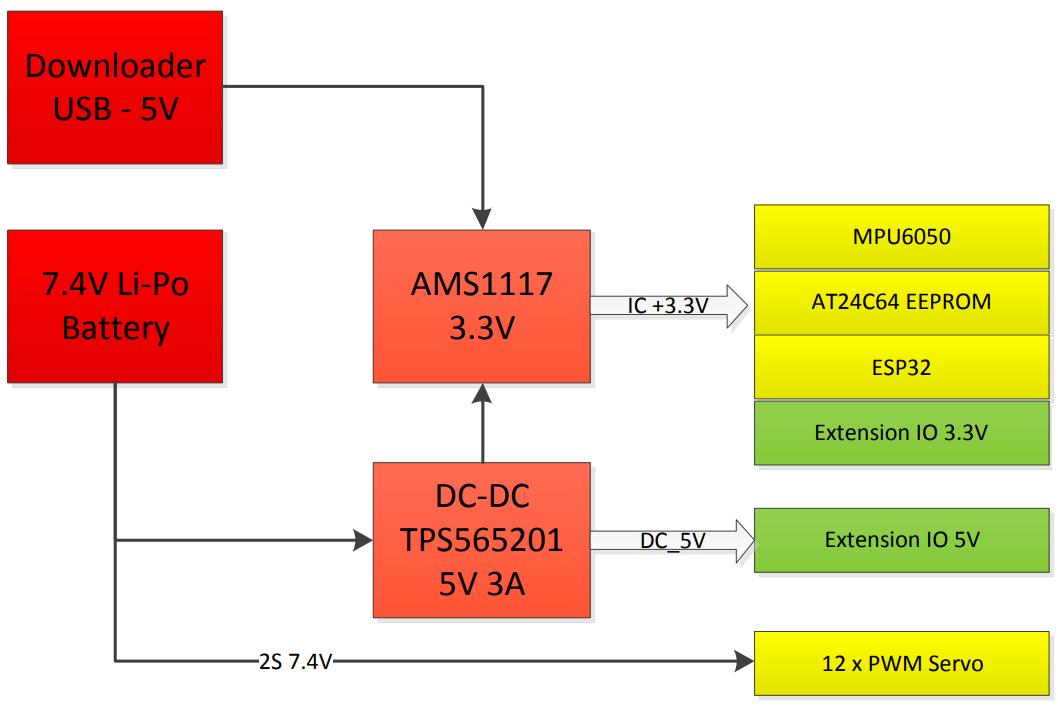 Downloader
USB - 5V
7.4V Li-Po
Battery
AMS1117
3.3V
IC +3.3V
MPU6050
AT24C64 EEPROM
ESP32
Extension IO 3.3V
DC-DC
TPS565201
5V 3A
DC_5V
Extension IO 5V
2S 7.4V
12 x PWM Servo